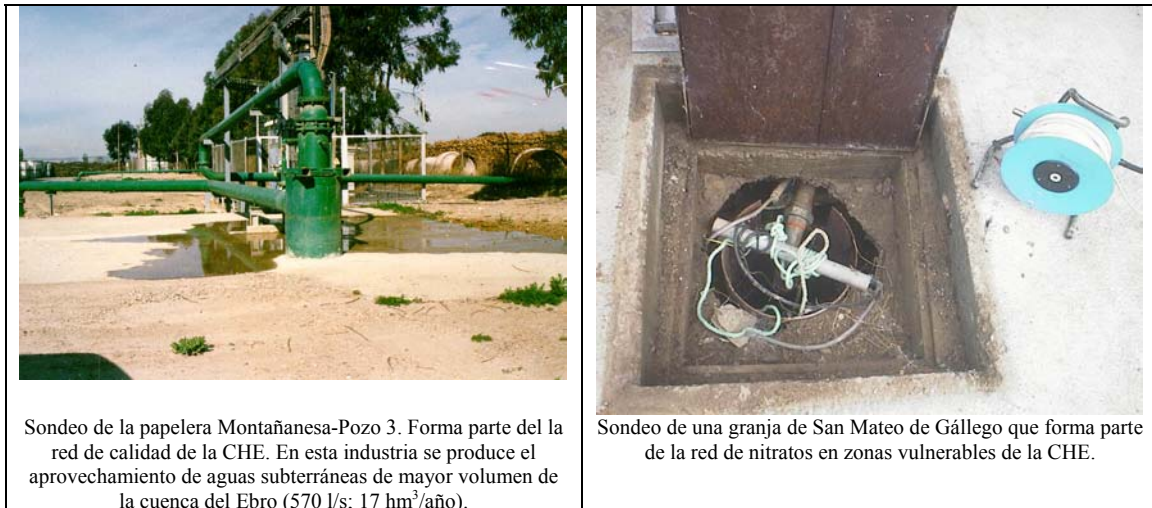 Sondeo de la papelera Montañanesa-Pozo 3. Forma parte del la
red de calidad de la CHE. En esta industria se produce el
aprovechamiento de aguas subterráneas de mayor volumen de
la cuenca del Ebro (570 l/s; 17 hm³/año).
Sondeo de una granja de San Mateo de Gállego que forma parte
de la red de nitratos en zonas vulnerables de la CHE.